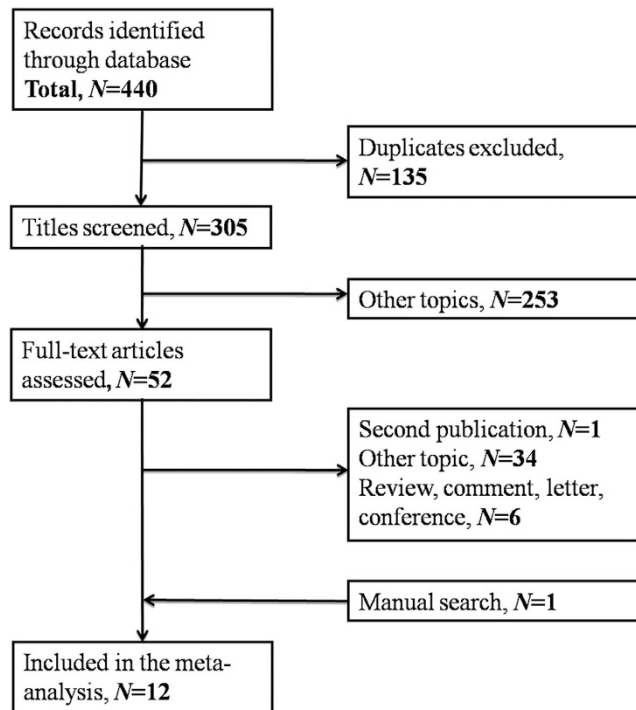 Records identified
through database
Total, N=440
Duplicates excluded,
N=135
Titles screened, N=305
Other topics, N=253
Full-text articles
assessed, N=52
Second publication, N=1
Other topic, N=34
Review, comment, letter,
conference, N=6
Manual search, N=1
Included in the meta-
analysis, N=12